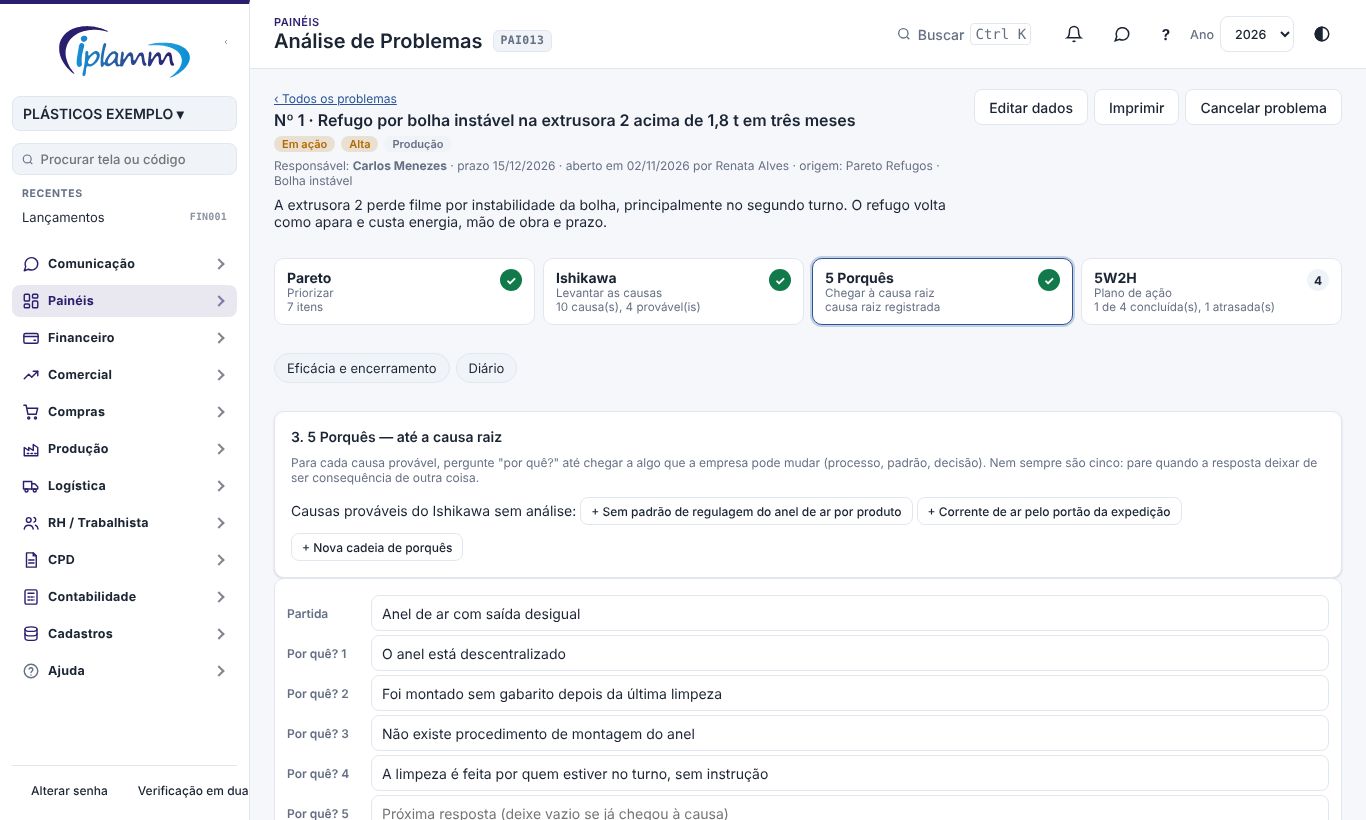 iplamm
‹
PLÁSTICOS EXEMPLO ▾
Procurar tela ou código
RECENTES
Lançamentos FIN001
Comunicação
Painéis
Financeiro
Comercial
Compras
Produção
Logística
RH / Trabalhista
CPD
Contabilidade
Cadastros
Ajuda
Alterar senha Verificação em dua
PAINÉIS
Análise de Problemas PAI013
Buscar Ctrl K ? Ano 2026
‹ Todos os problemas
Nº 1 · Refugo por bolha instável na extrusora 2 acima de 1,8 t em três meses
Editar dados Imprimir Cancelar problema
Em ação Alta Produção
Responsável: Carlos Menezes · prazo 15/12/2026 · aberto em 02/11/2026 por Renata Alves · origem: Pareto Refugos ·
Bolha instável
A extrusora 2 perde filme por instabilidade da bolha, principalmente no segundo turno. O refugo volta
como apara e custa energia, mão de obra e prazo.
Pareto
Priorizar
7 itens
Ishikawa
Levantar as causas
10 causa(s), 4 provável(is)
5 Porquês
Chegar à causa raiz
causa raiz registrada
5W2H 4
Plano de ação
1 de 4 concluída(s), 1 atrasada(s)
Eficácia e encerramento Diário
3. 5 Porquês — até a causa raiz
Para cada causa provável, pergunte "por quê?" até chegar a algo que a empresa pode mudar (processo, padrão, decisão). Nem sempre são cinco: pare quando a resposta deixar de
ser consequência de outra coisa.
Causas prováveis do Ishikawa sem análise: + Sem padrão de regulagem do anel de ar por produto + Corrente de ar pelo portão da expedição
+ Nova cadeia de porquês
Partida Anel de ar com saída desigual
Por quê? 1 O anel está descentralizado
Por quê? 2 Foi montado sem gabarito depois da última limpeza
Por quê? 3 Não existe procedimento de montagem do anel
Por quê? 4 A limpeza é feita por quem estiver no turno, sem instrução
Por quê? 5 Próxima resposta (deixe vazio se já chegou à causa)